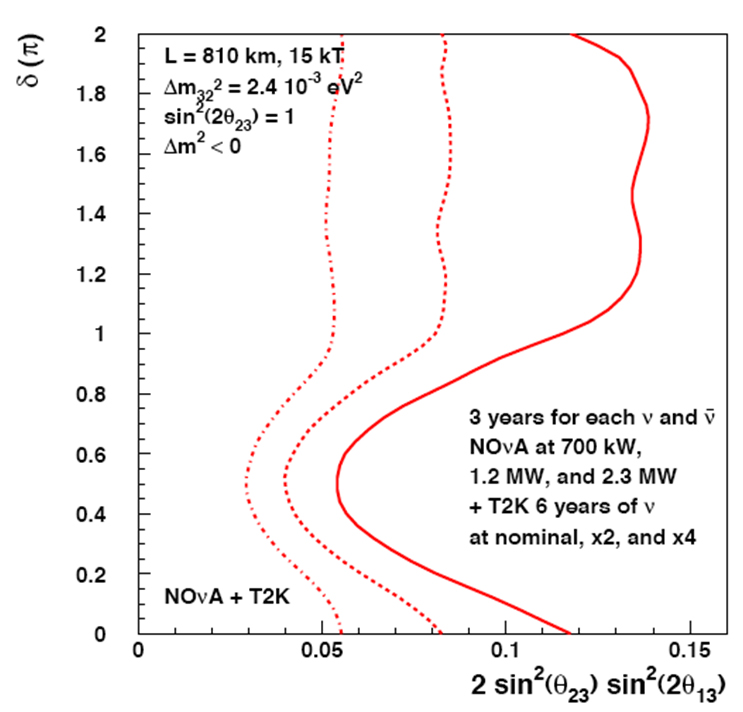 δ (π)
2
1.8
1.6
1.4
1.2
1
0.8
0.6
0.4
0.2
0
L = 810 km, 15 kT
Δm₃₂² = 2.4 10⁻³ eV²
sin²(2θ₂₃) = 1
Δm² < 0
3 years for each ν and ν̄
NOνA at 700 kW,
1.2 MW, and 2.3 MW
+ T2K 6 years of ν
at nominal, x2, and x4
NOνA + T2K
0 0.05 0.1 0.15
2 sin²(θ₂₃) sin²(2θ₁₃)